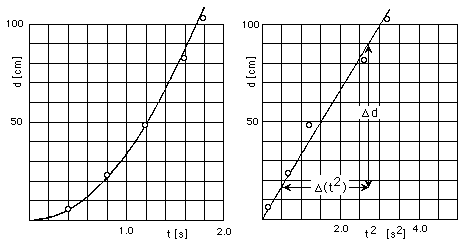 100
d [cm]
50
1.0
2.0
t [s]
100
d [cm]
50
Δd
Δ(t²)
2.0
4.0
t² [s²]